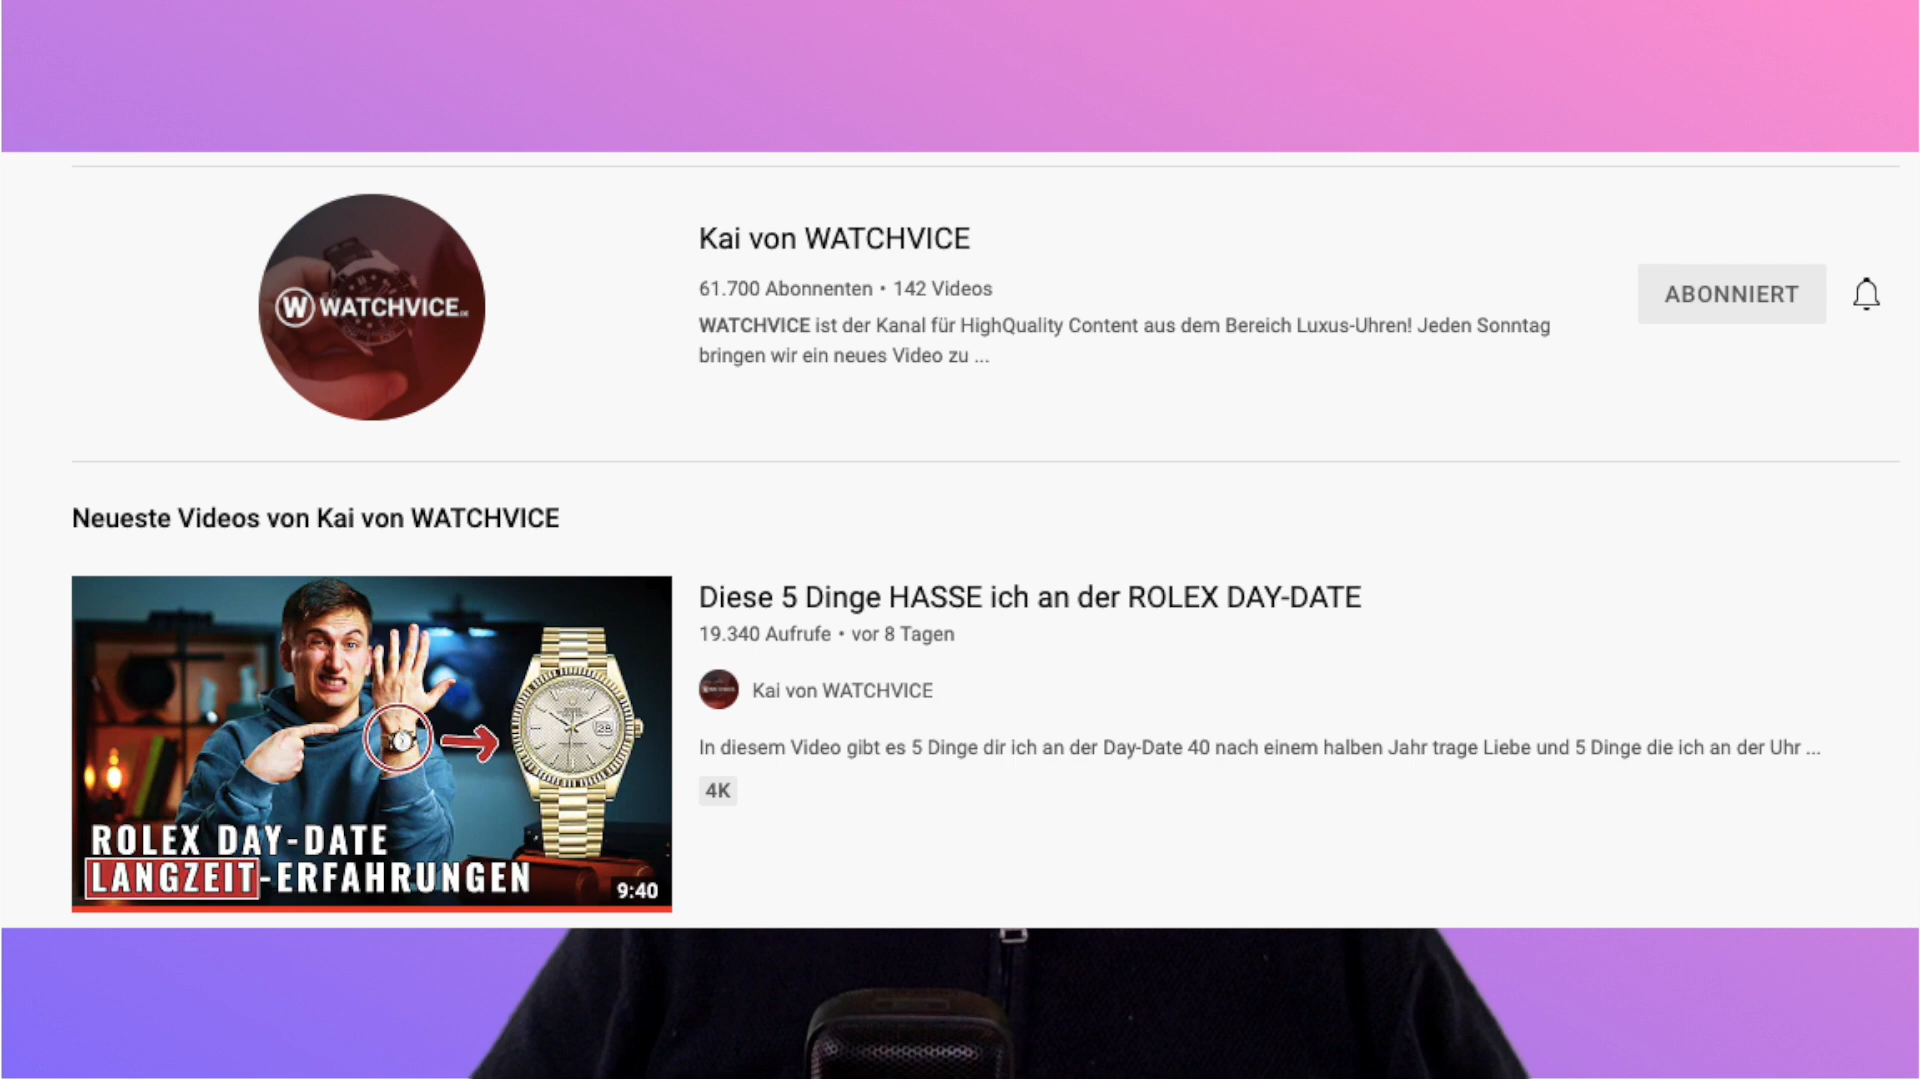 WATCHVICE
Kai von WATCHVICE
61.700 Abonnenten • 142 Videos
WATCHVICE ist der Kanal für HighQuality Content aus dem Bereich Luxus-Uhren! Jeden Sonntag
bringen wir ein neues Video zu ...
ABONNIERT
Neueste Videos von Kai von WATCHVICE
ROLEX DAY-DATE
LANGZEIT-ERFAHRUNGEN
28
9:40
Diese 5 Dinge HASSE ich an der ROLEX DAY-DATE
19.340 Aufrufe • vor 8 Tagen
Kai von WATCHVICE
In diesem Video gibt es 5 Dinge dir ich an der Day-Date 40 nach einem halben Jahr trage Liebe und 5 Dinge die ich an der Uhr ...
4K